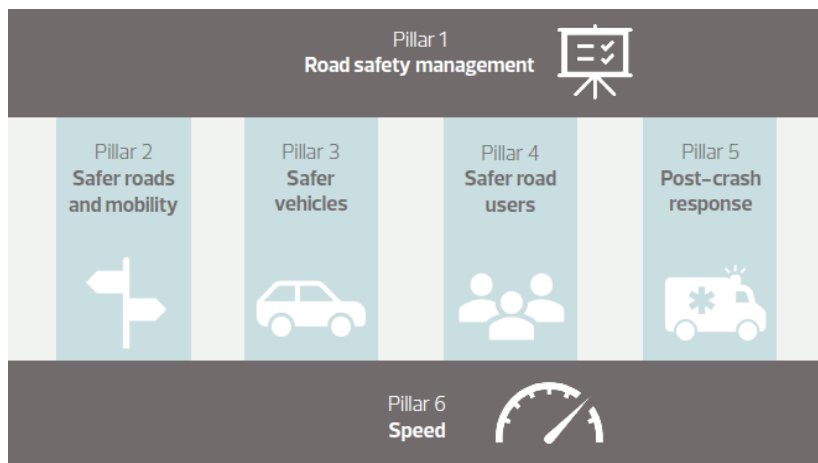 Pillar 1
Road safety management
Pillar 2
Safer roads
and mobility
Pillar 3
Safer
vehicles
Pillar 4
Safer road
users
Pillar 5
Post-crash
response
Pillar 6
Speed